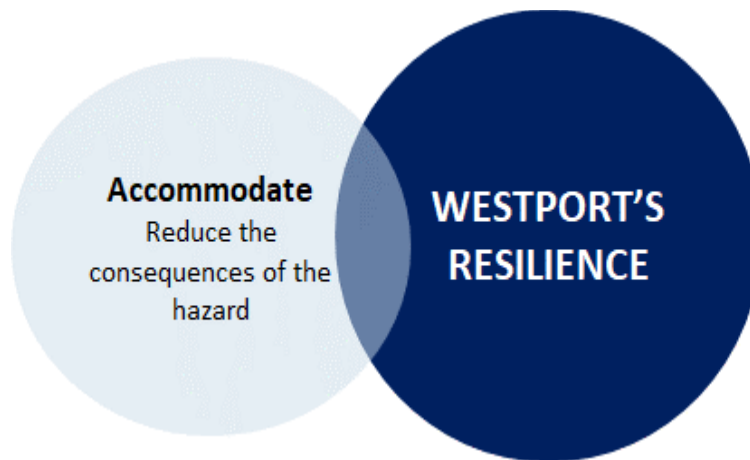 Accommodate
Reduce the
consequences of the
hazard
WESTPORT’S
RESILIENCE